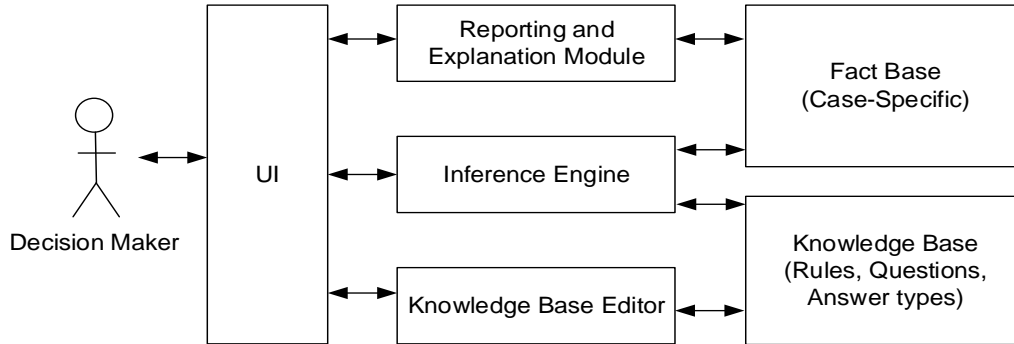 Reporting and
Explanation Module
Fact Base
(Case-Specific)
UI
Inference Engine
Decision Maker
Knowledge Base
(Rules, Questions,
Answer types)
Knowledge Base Editor